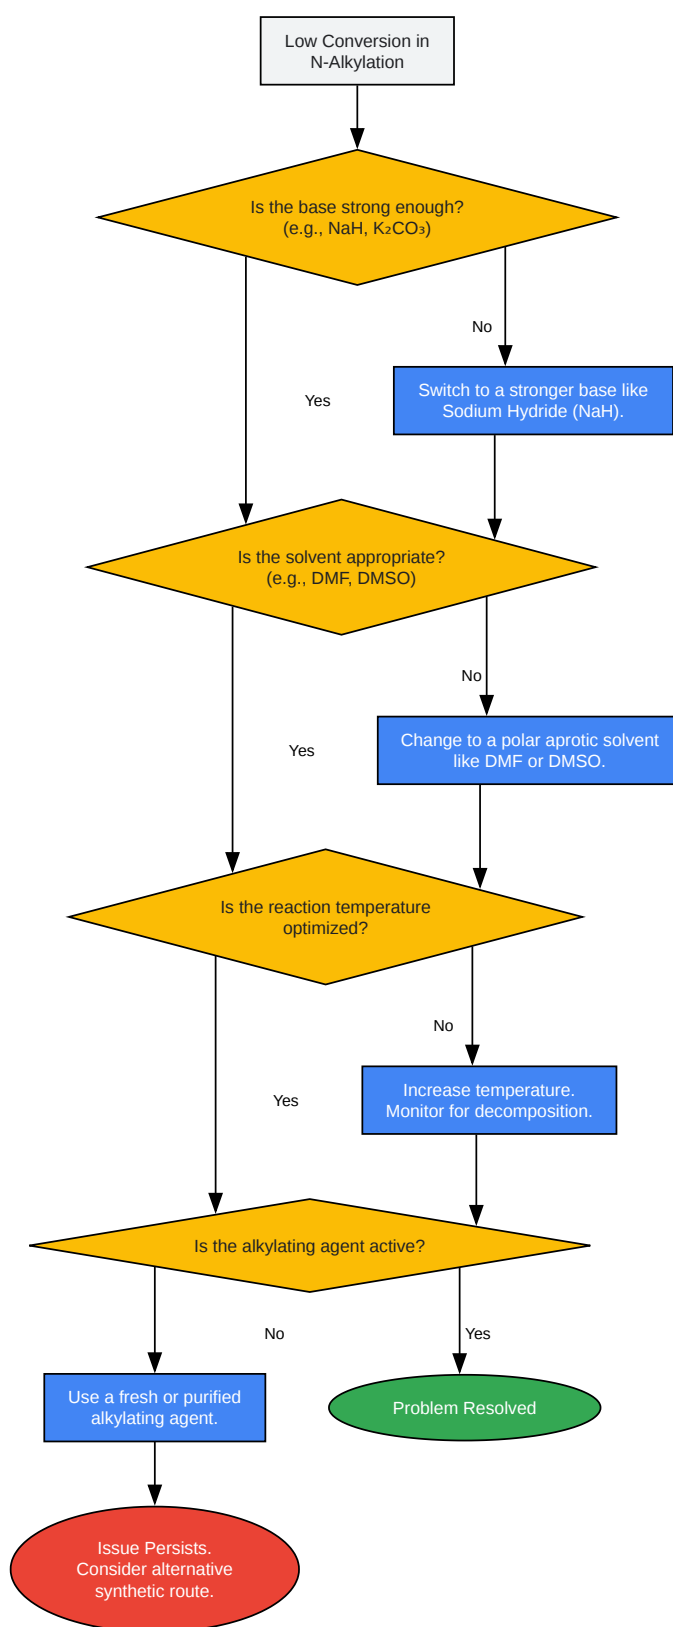 Low Conversion in
N-Alkylation
Is the base strong enough?
(e.g., NaH, K₂CO₃)
No
Switch to a stronger base like
Sodium Hydride (NaH).
Yes
Is the solvent appropriate?
(e.g., DMF, DMSO)
No
Change to a polar aprotic solvent
like DMF or DMSO.
Yes
Is the reaction temperature
optimized?
No
Increase temperature.
Monitor for decomposition.
Yes
Is the alkylating agent active?
No
Yes
Use a fresh or purified
alkylating agent.
Problem Resolved
Issue Persists.
Consider alternative
synthetic route.